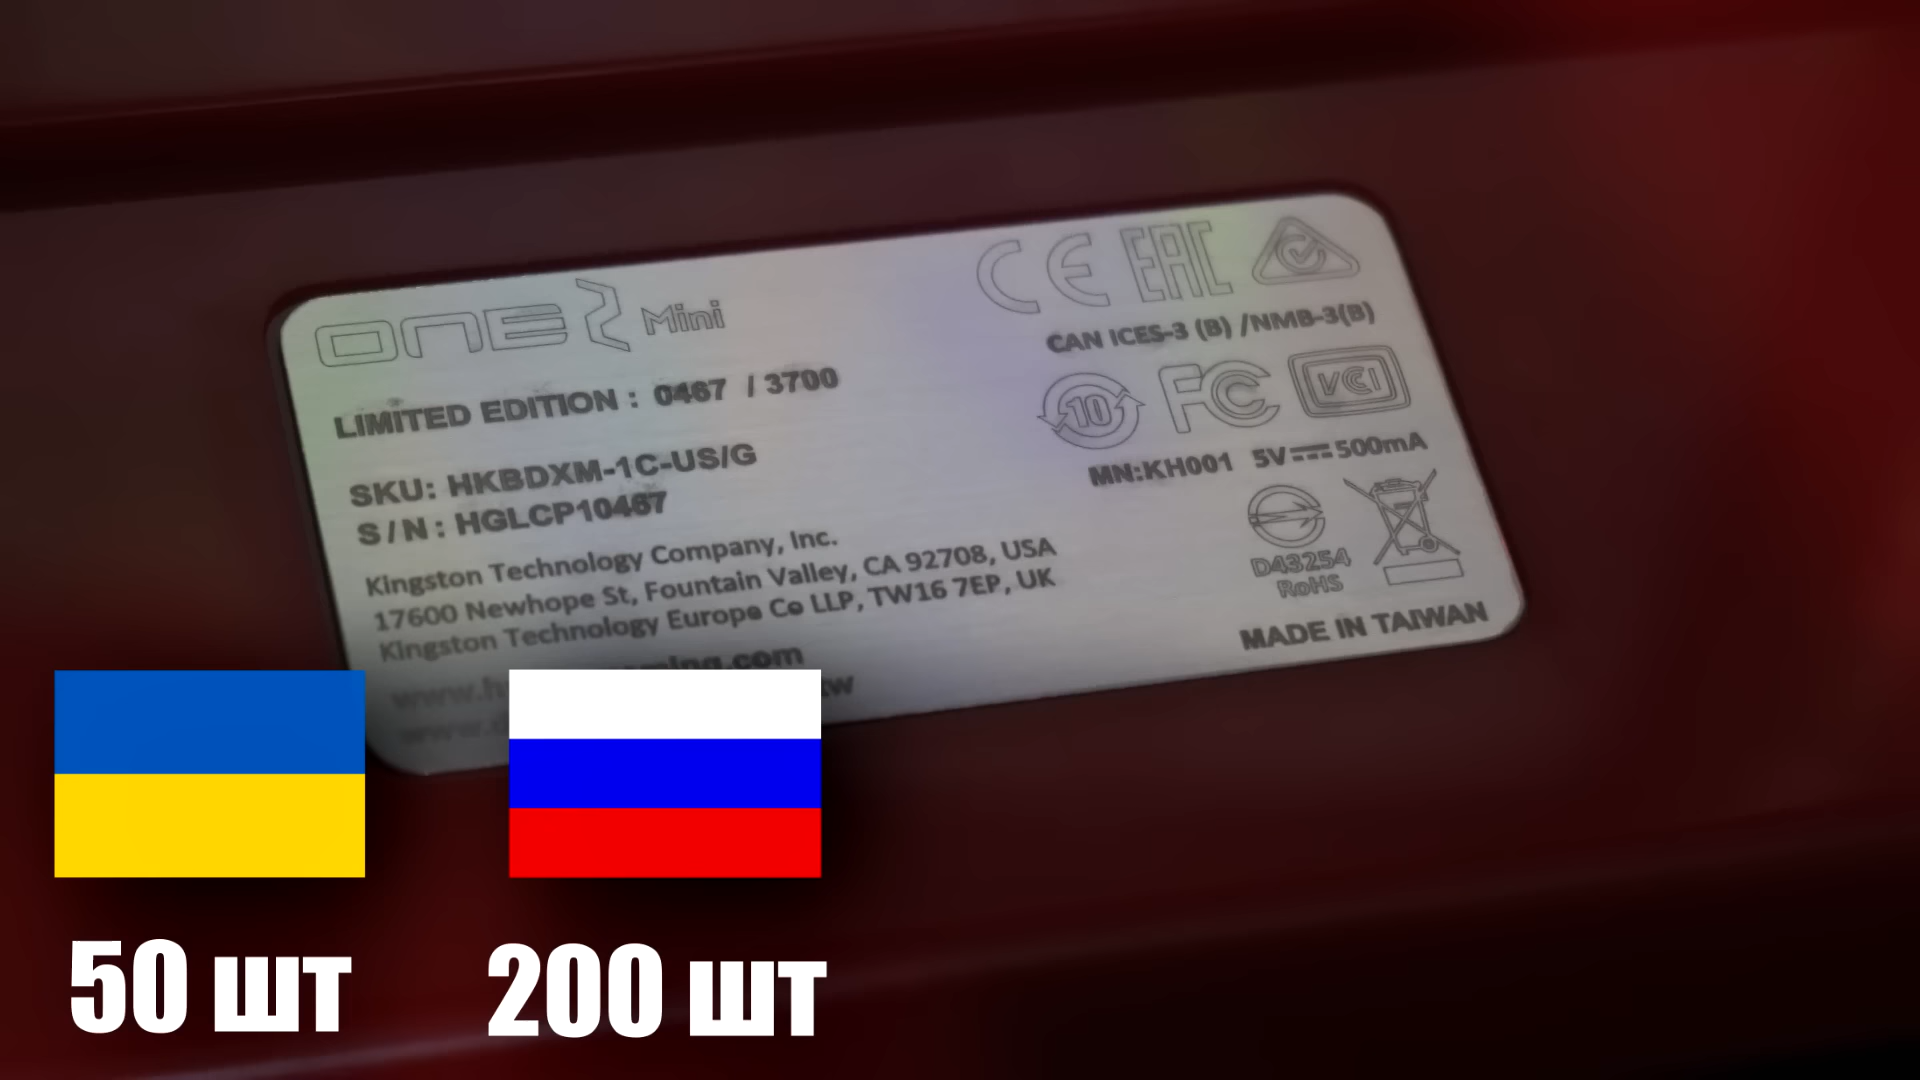 ONE 2 Mini
LIMITED EDITION : 0467 / 3700
SKU: HKBDXM-1C-US/G
S/N: HGLCP10467
Kingston Technology Company, Inc.
17600 Newhope St, Fountain Valley, CA 92708, USA
Kingston Technology Europe Co LLP, TW16 7EP, UK
CE EAC
CAN ICES-3 (B) /NMB-3(B)
10 FC VCCI
MN:KH001 5V 500mA
D43254
RoHS
MADE IN TAIWAN
50 шт
200 шт